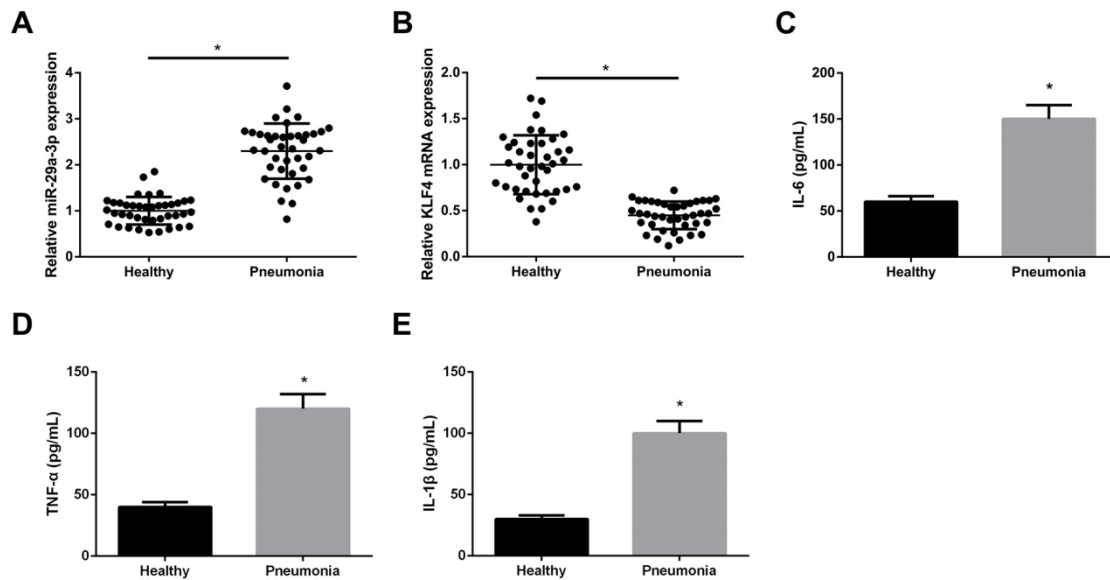 A
Relative miR-29a-3p expression
4
3
2
1
0
*
Healthy
Pneumonia
B
Relative KLF4 mRNA expression
2.0
1.5
1.0
0.5
0.0
*
Healthy
Pneumonia
C
IL-6 (pg/mL)
200
150
100
50
0
*
Healthy
Pneumonia
D
TNF-α (pg/mL)
150
100
50
0
*
Healthy
Pneumonia
E
IL-1β (pg/mL)
150
100
50
0
*
Healthy
Pneumonia